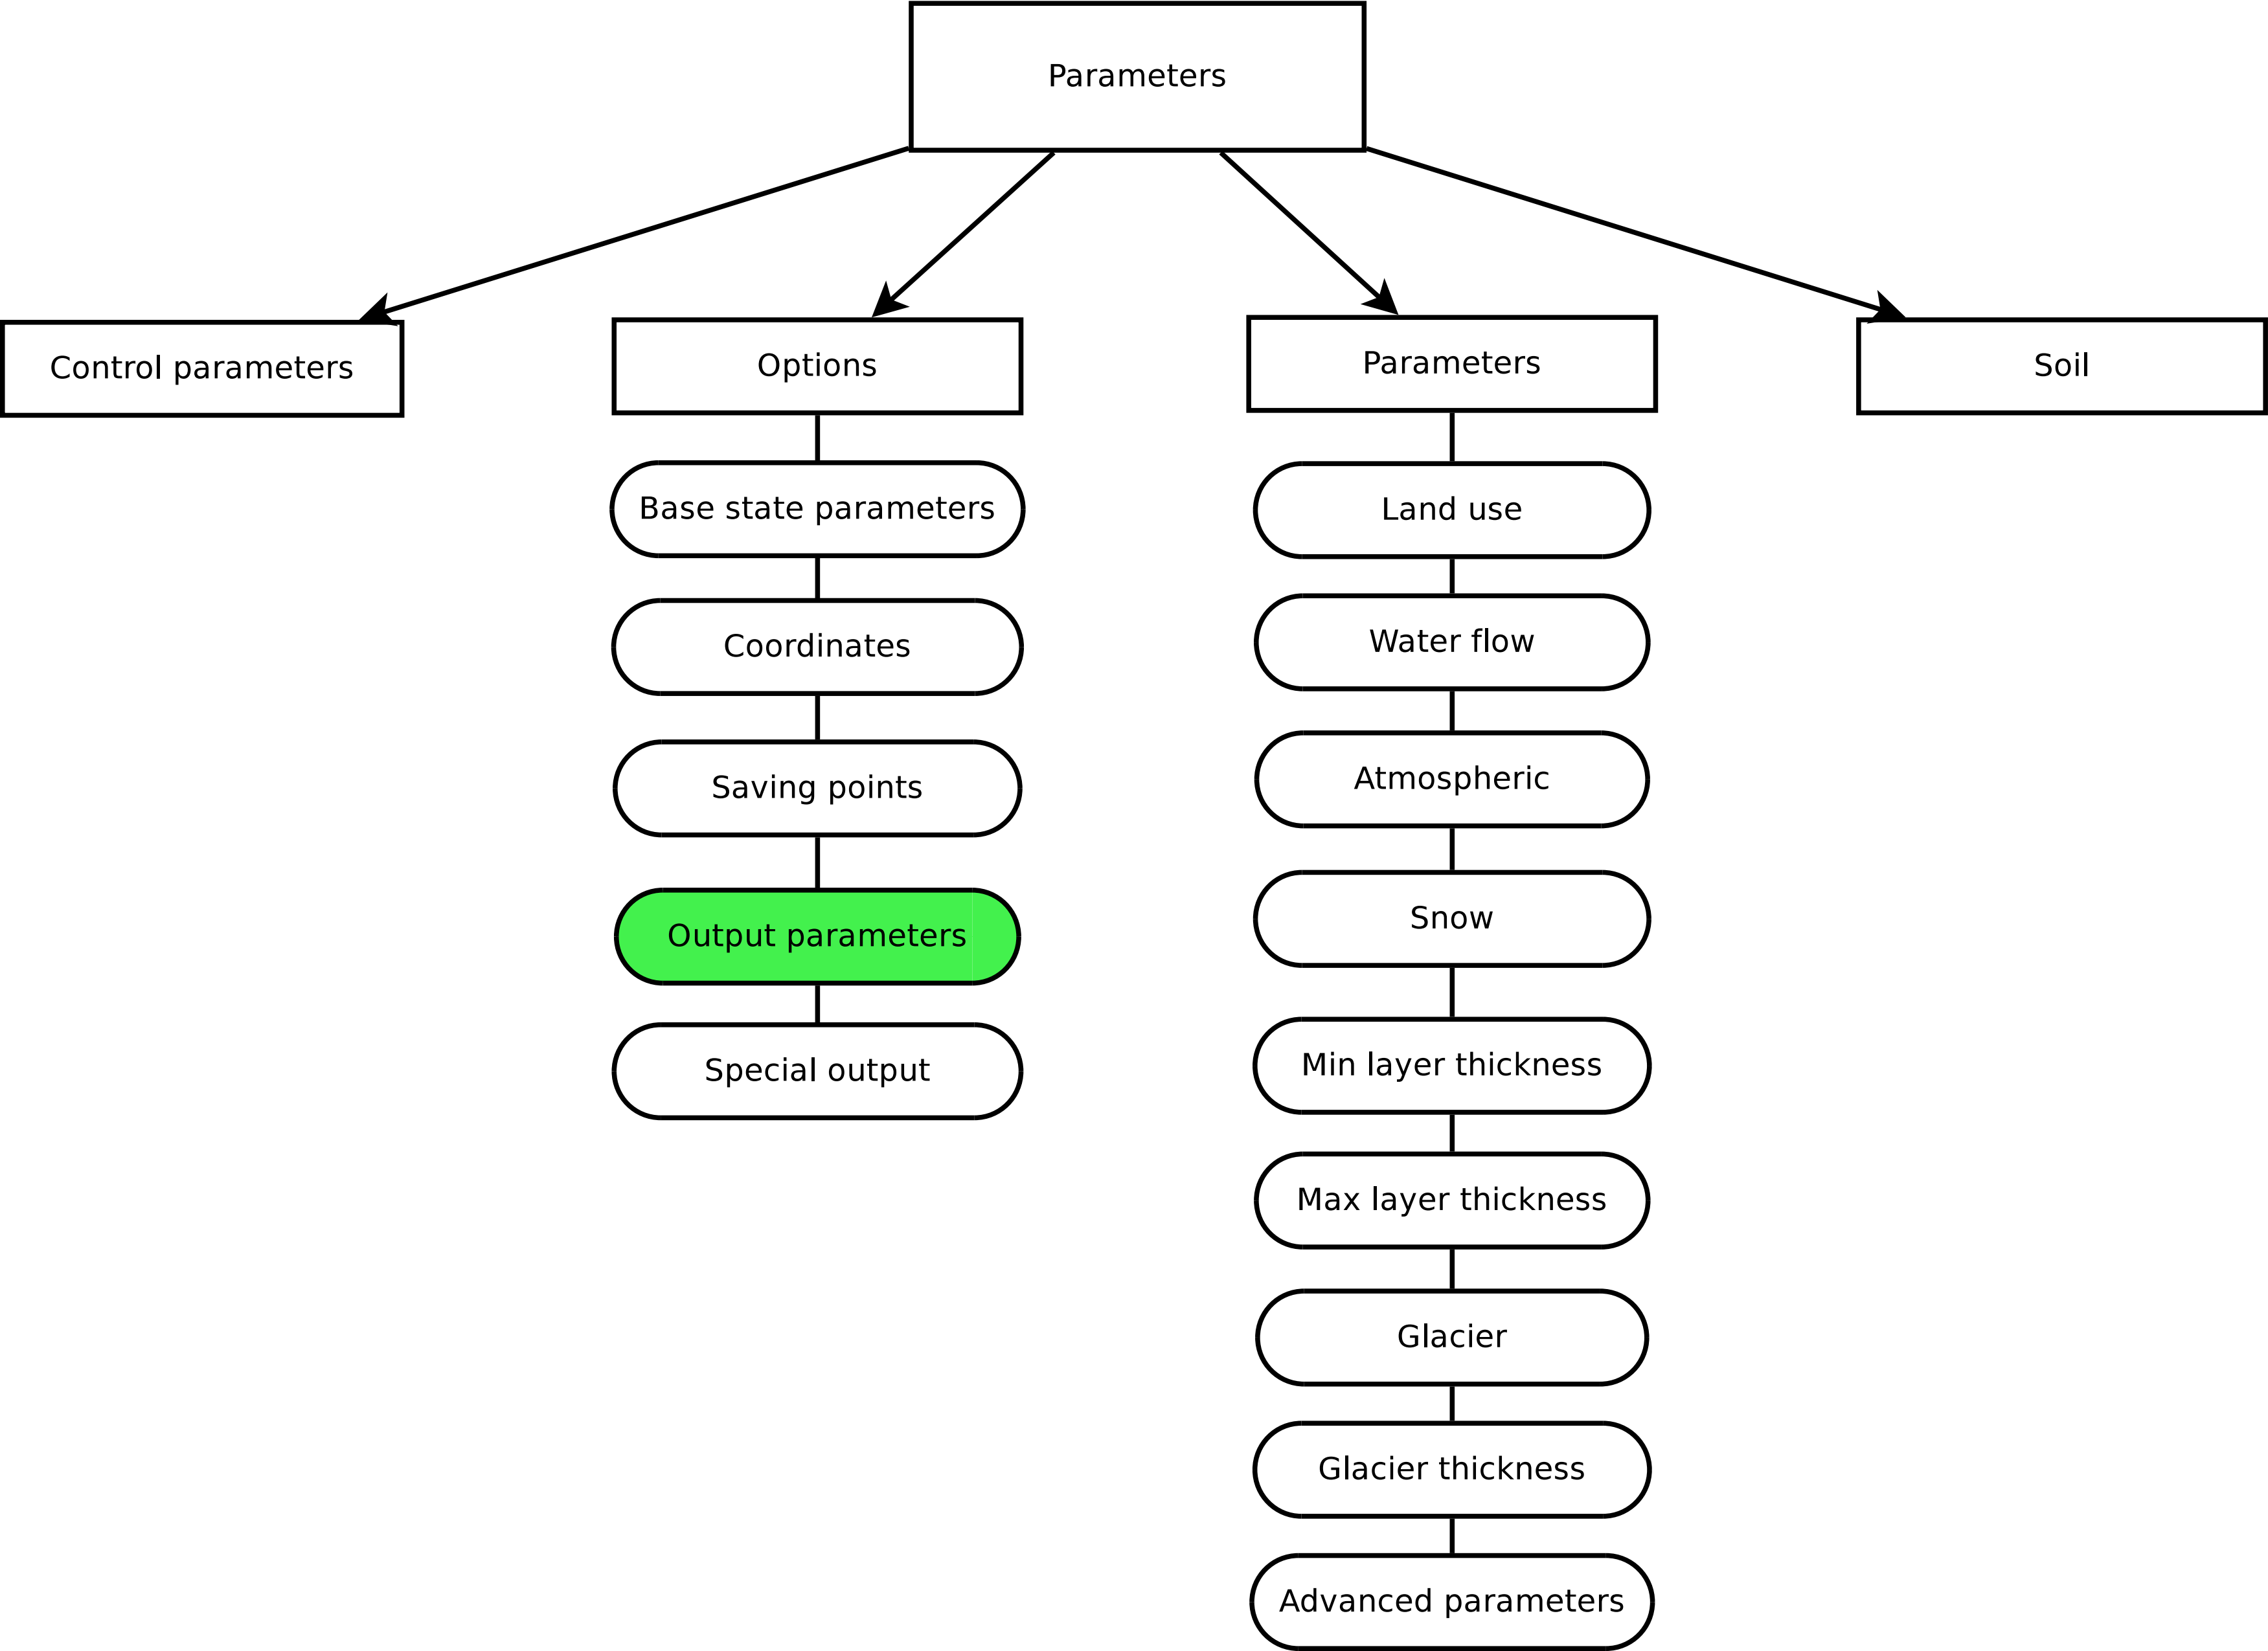 Parameters
Control parameters
Options
Parameters
Soil
Base state parameters
Coordinates
Saving points
Output parameters
Special output
Land use
Water flow
Atmospheric
Snow
Min layer thickness
Max layer thickness
Glacier
Glacier thickness
Advanced parameters